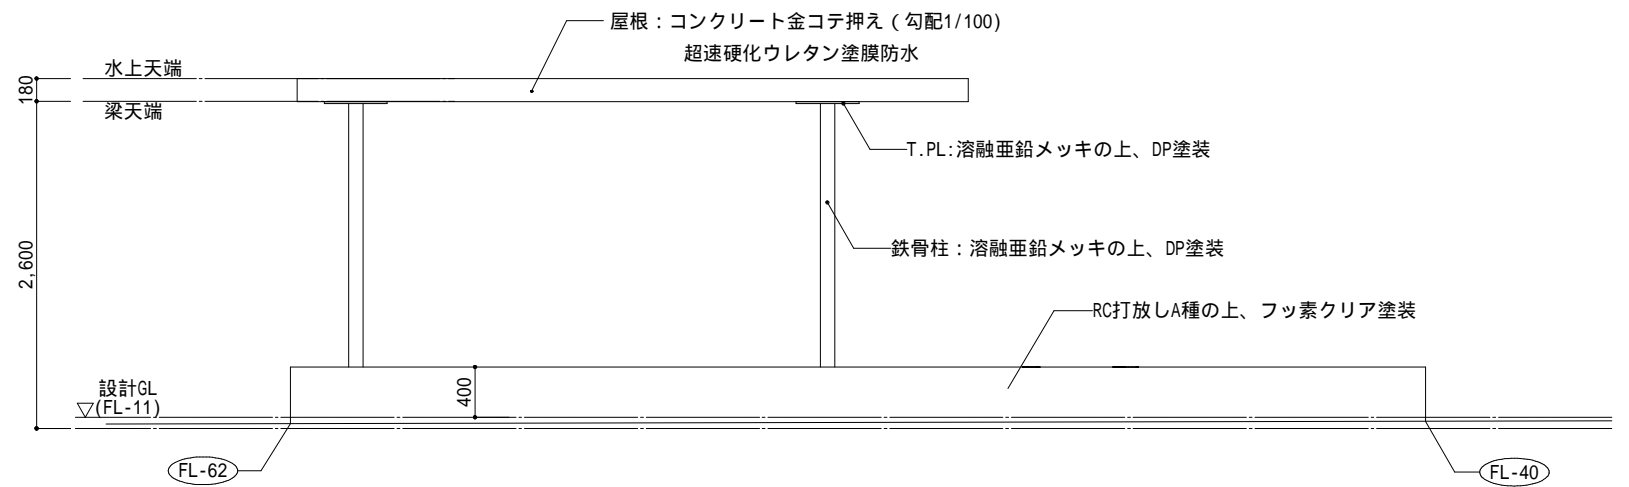 屋根：コンクリート金コテ押え（勾配1/100)
超速硬化ウレタン塗膜防水
水上天端
180
梁天端
T.PL:溶融亜鉛メッキの上、DP塗装
鉄骨柱：溶融亜鉛メッキの上、DP塗装
2,600
RC打放しA種の上、フッ素クリア塗装
設計GL
(FL-11)
400
FL-62
FL-40